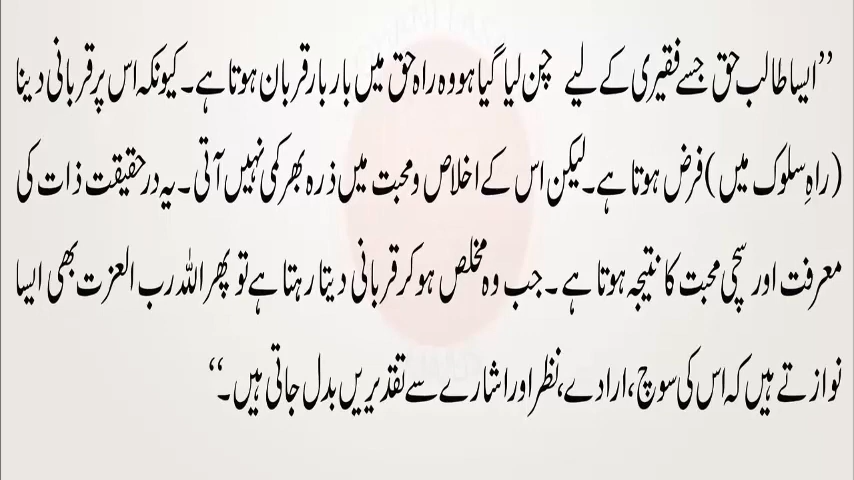 ”ایسا طالب حق جسے فقیری کے لیے چن لیا گیا ہو وہ راہ حق میں بار بار قربان ہوتا ہے۔ کیونکہ اس پر قربانی دینا
(راہِ سلوک میں) فرض ہوتا ہے۔ لیکن اس کے اخلاص و محبت میں ذرہ بھر کمی نہیں آتی۔ یہ درحقیقت ذات کی
معرفت اور سچی محبت کا نتیجہ ہوتا ہے۔ جب وہ مخلص ہو کر قربانی دیتا رہتا ہے تو پھر اللہ رب العزت بھی ایسا
نوازتے ہیں کہ اس کی سوچ، ارادے، نظر اور اشارے سے تقدیریں بدل جاتی ہیں۔“